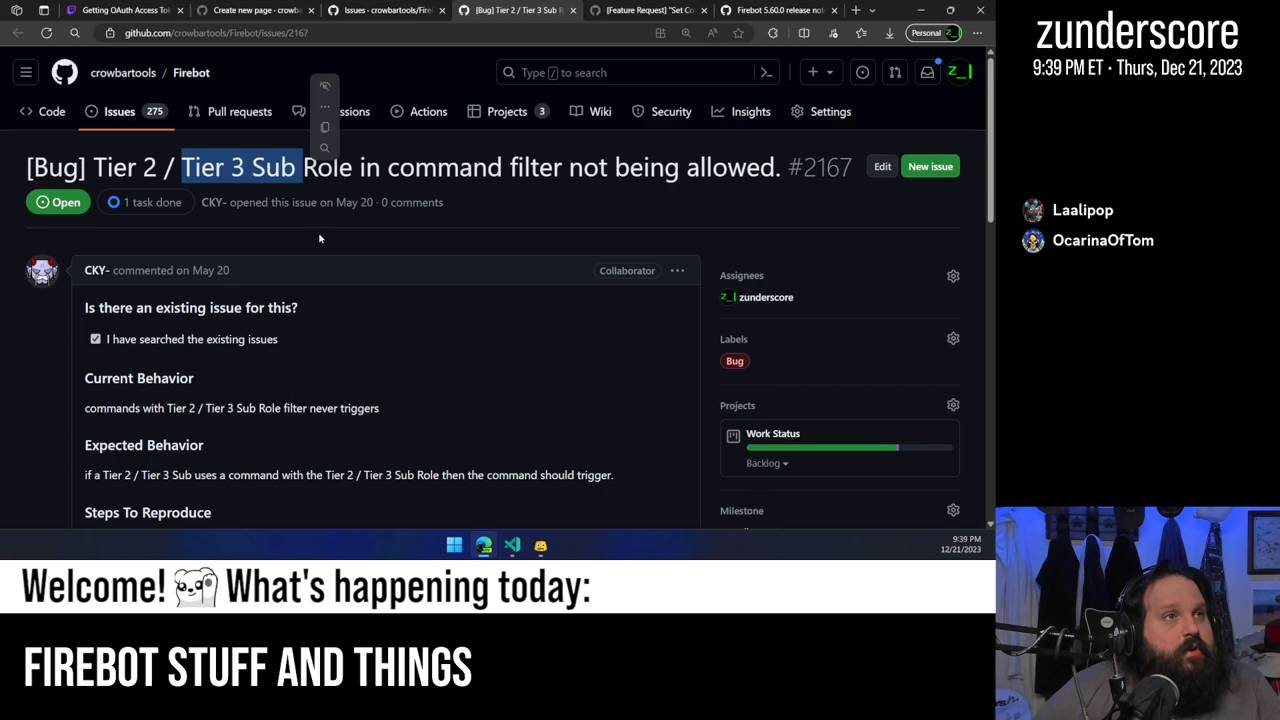 Getting OAuth Access To
Create new page · crowba
Issues · crowbartools/Fire
[Bug] Tier 2 / Tier 3 Sub R
[Feature Request] "Set Co
Firebot 5.60.0 release not
github.com/crowbartools/Firebot/issues/2167
Personal
crowbartools / Firebot
Type / to search
Code
Issues 275
Pull requests
ssions
Actions
Projects 3
Wiki
Security
Insights
Settings
[Bug] Tier 2 / Tier 3 Sub Role in command filter not being allowed. #2167
Edit
New issue
Open
1 task done
CKY- opened this issue on May 20 · 0 comments
CKY- commented on May 20
Collaborator
Is there an existing issue for this?
I have searched the existing issues
Current Behavior
commands with Tier 2 / Tier 3 Sub Role filter never triggers
Expected Behavior
if a Tier 2 / Tier 3 Sub uses a command with the Tier 2 / Tier 3 Sub Role then the command should trigger.
Steps To Reproduce
Assignees
zunderscore
Labels
Bug
Projects
Work Status
Backlog
Milestone
9:39 PM
12/21/2023
zunderscore
9:39 PM ET · Thurs, Dec 21, 2023
Laalipop
OcarinaOfTom
Welcome! What's happening today:
FIREBOT STUFF AND THINGS